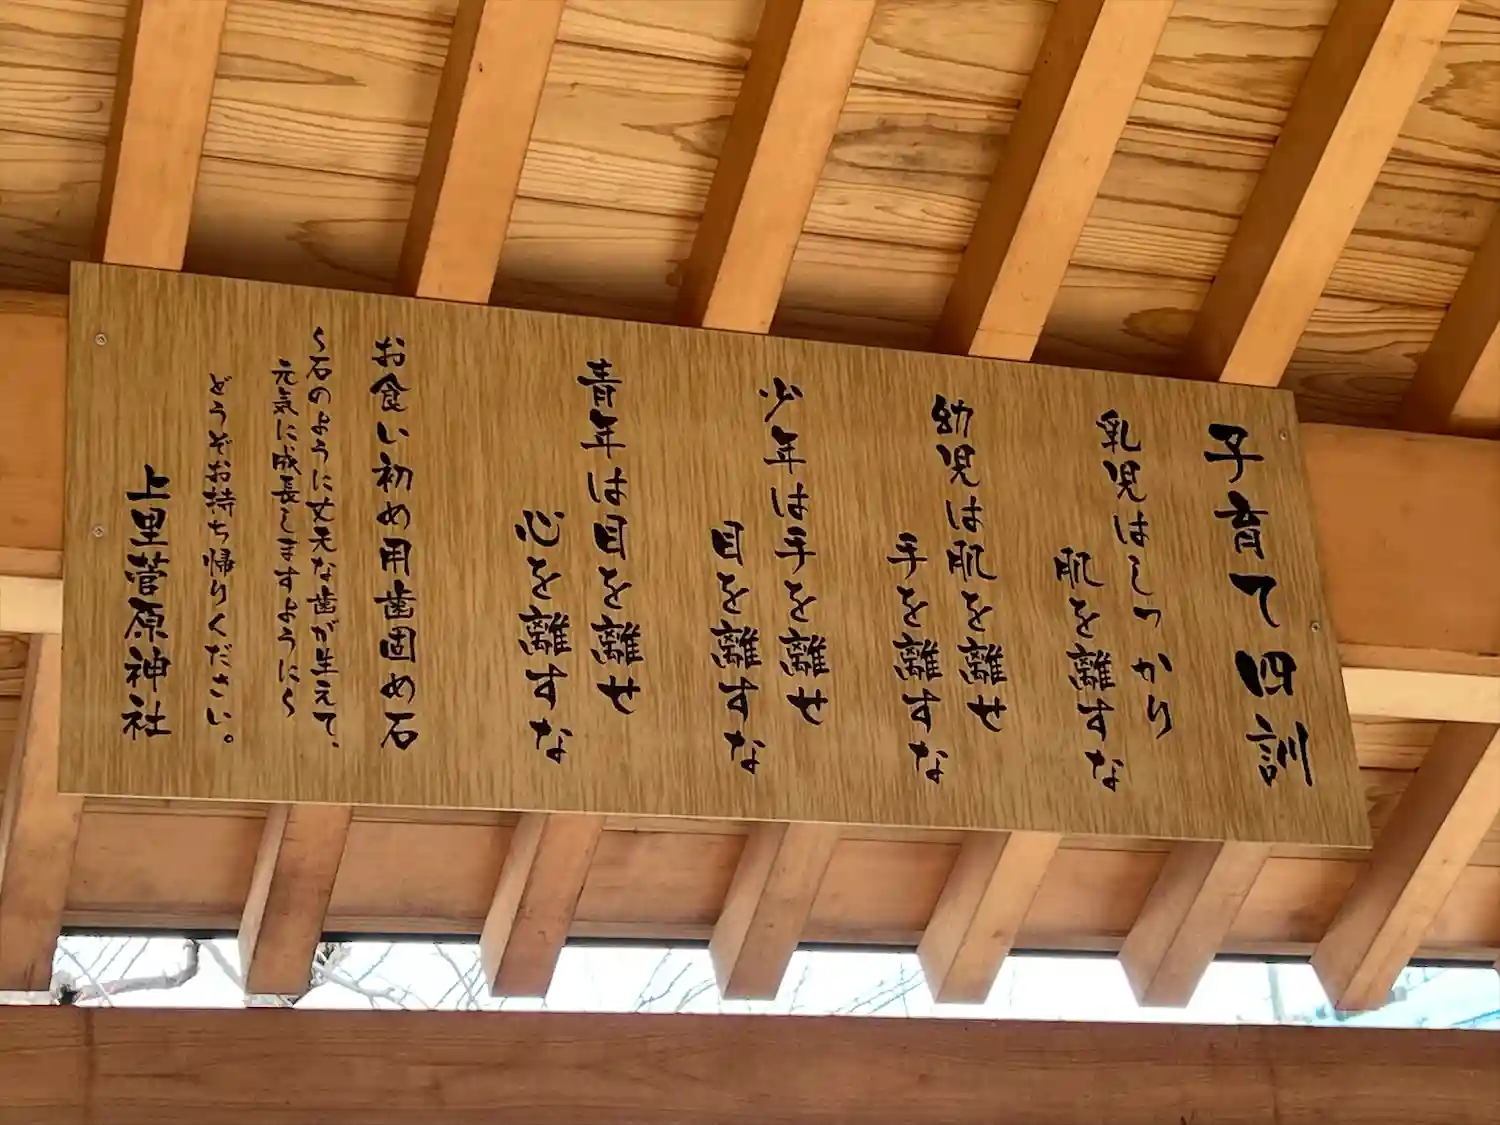 子育て四訓
乳児はしっかり
肌を離すな
幼児は肌を離せ
手を離すな
少年は手を離せ
目を離すな
青年は目を離せ
心を離すな
お食い初め用歯固め石
〜石のように丈夫な歯が生えて、
元気に成長しますように〜
どうぞお持ち帰りください。
上里菅原神社